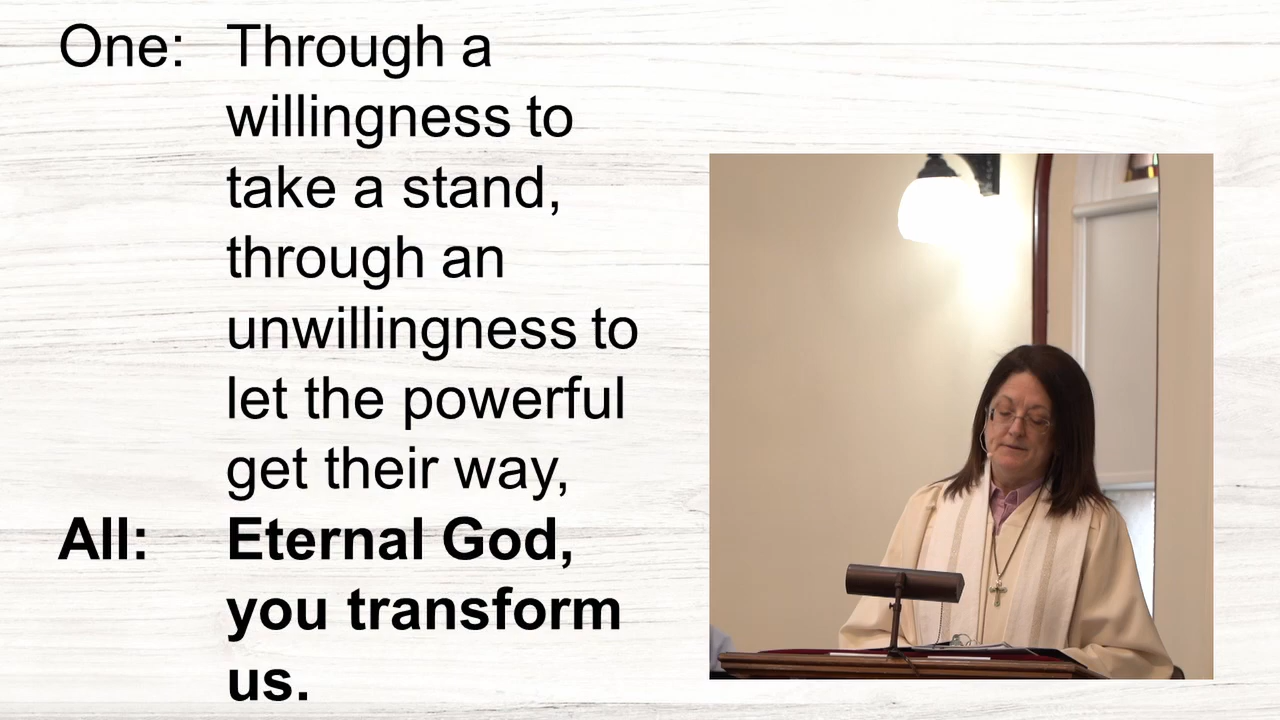 One: Through a
willingness to
take a stand,
through an
unwillingness to
let the powerful
get their way,
All: Eternal God,
you transform
us.